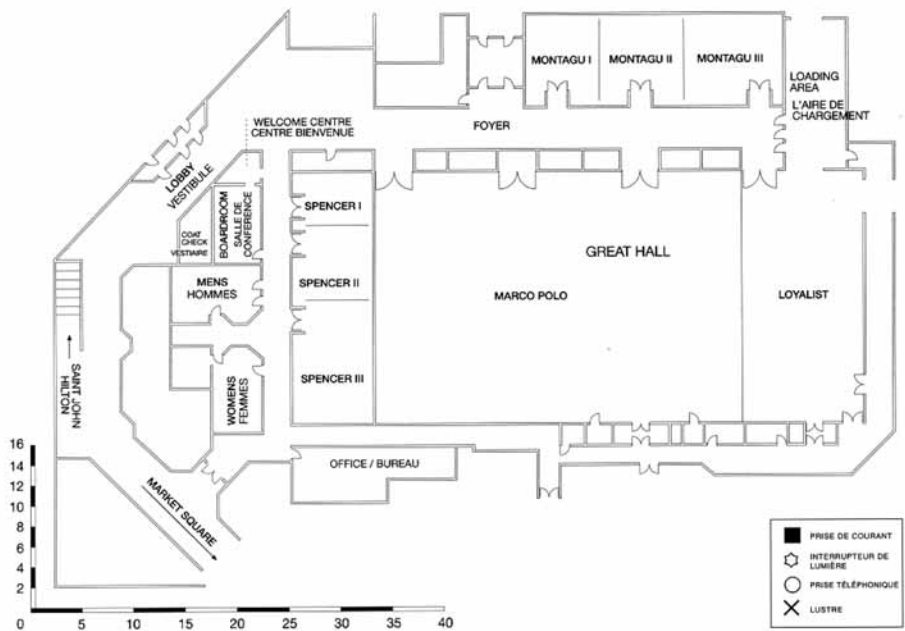 MONTAGU I
MONTAGU II
MONTAGU III
LOADING
AREA
L'AIRE DE
CHARGEMENT
WELCOME CENTRE
CENTRE BIENVENUE
FOYER
LOBBY
VESTIBULE
COAT
CHECK
VESTIAIRE
BOARDROOM
SALLE DE
CONFERENCE
SPENCER I
SPENCER II
SPENCER III
GREAT HALL
MARCO POLO
LOYALIST
MENS
HOMMES
WOMENS
FEMMES
SAINT JOHN
HILTON
OFFICE / BUREAU
MARKET SQUARE
16
14
12
10
8
6
4
2
0
5
10
15
20
25
30
35
40
PRISE DE COURANT
INTERRUPTEUR DE
LUMIÈRE
PRISE TÉLÉPHONIQUE
LUSTRE